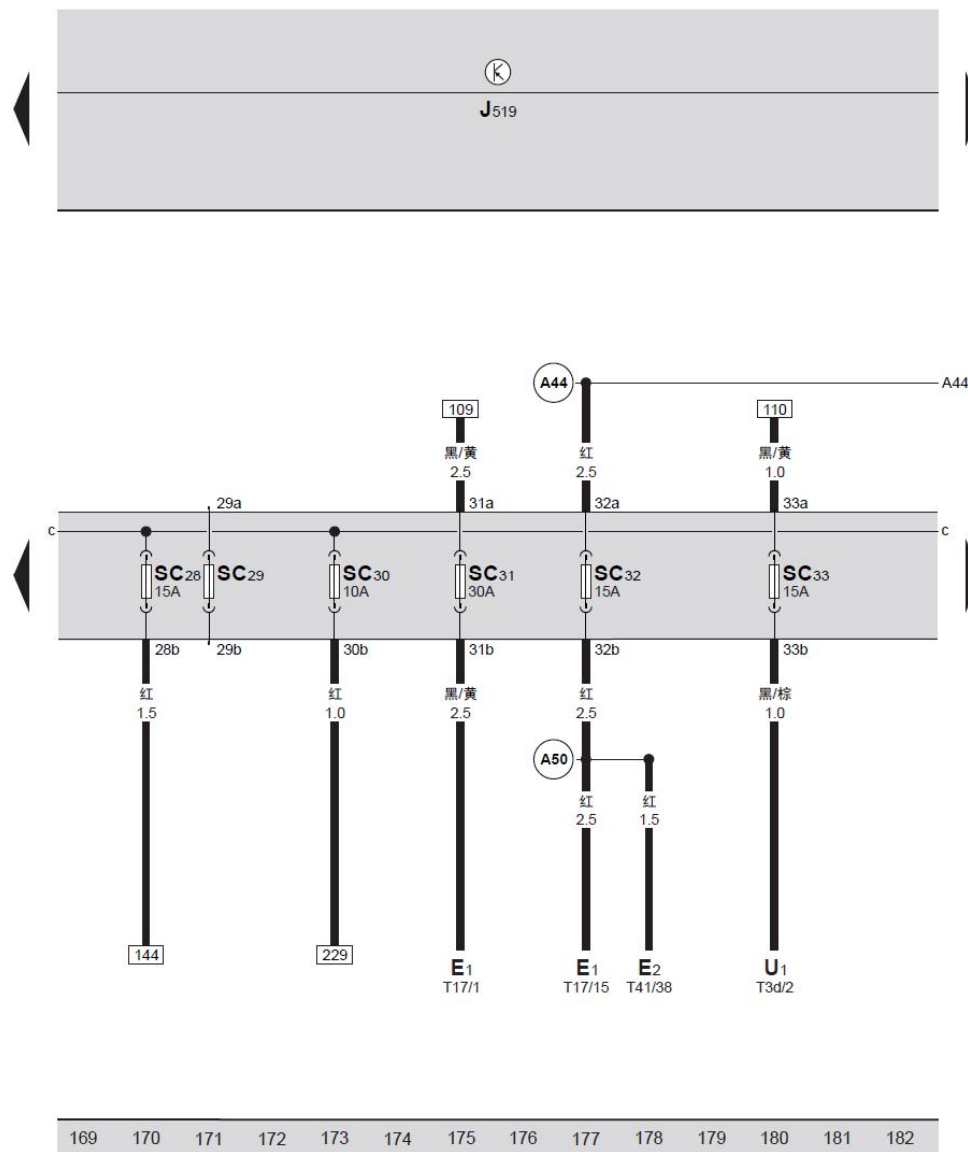 J519
A44 A44
109 110
黑/黄 红 黑/黄
2.5 2.5 1.0
29a 31a 32a 33a
c c
SC28 SC29 SC30 SC31 SC32 SC33
15A 10A 30A 15A 15A
28b 29b 30b 31b 32b 33b
红 红 黑/黄 红 黑/棕
1.5 1.0 2.5 2.5 1.0
A50
红 红
2.5 1.5
144 229
E1 E1 E2 U1
T17/1 T17/15 T41/38 T3d/2
169 170 171 172 173 174 175 176 177 178 179 180 181 182